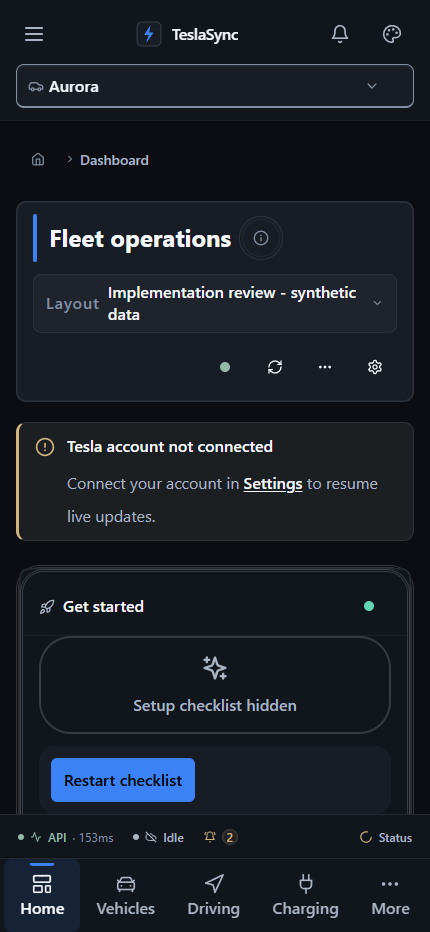 TeslaSync
Aurora
Dashboard
Fleet operations
Layout
Implementation review - synthetic
data
Tesla account not connected
Connect your account in Settings to resume
live updates.
Get started
Setup checklist hidden
Restart checklist
API · 153ms
Idle
2
Status
Home
Vehicles
Driving
Charging
More